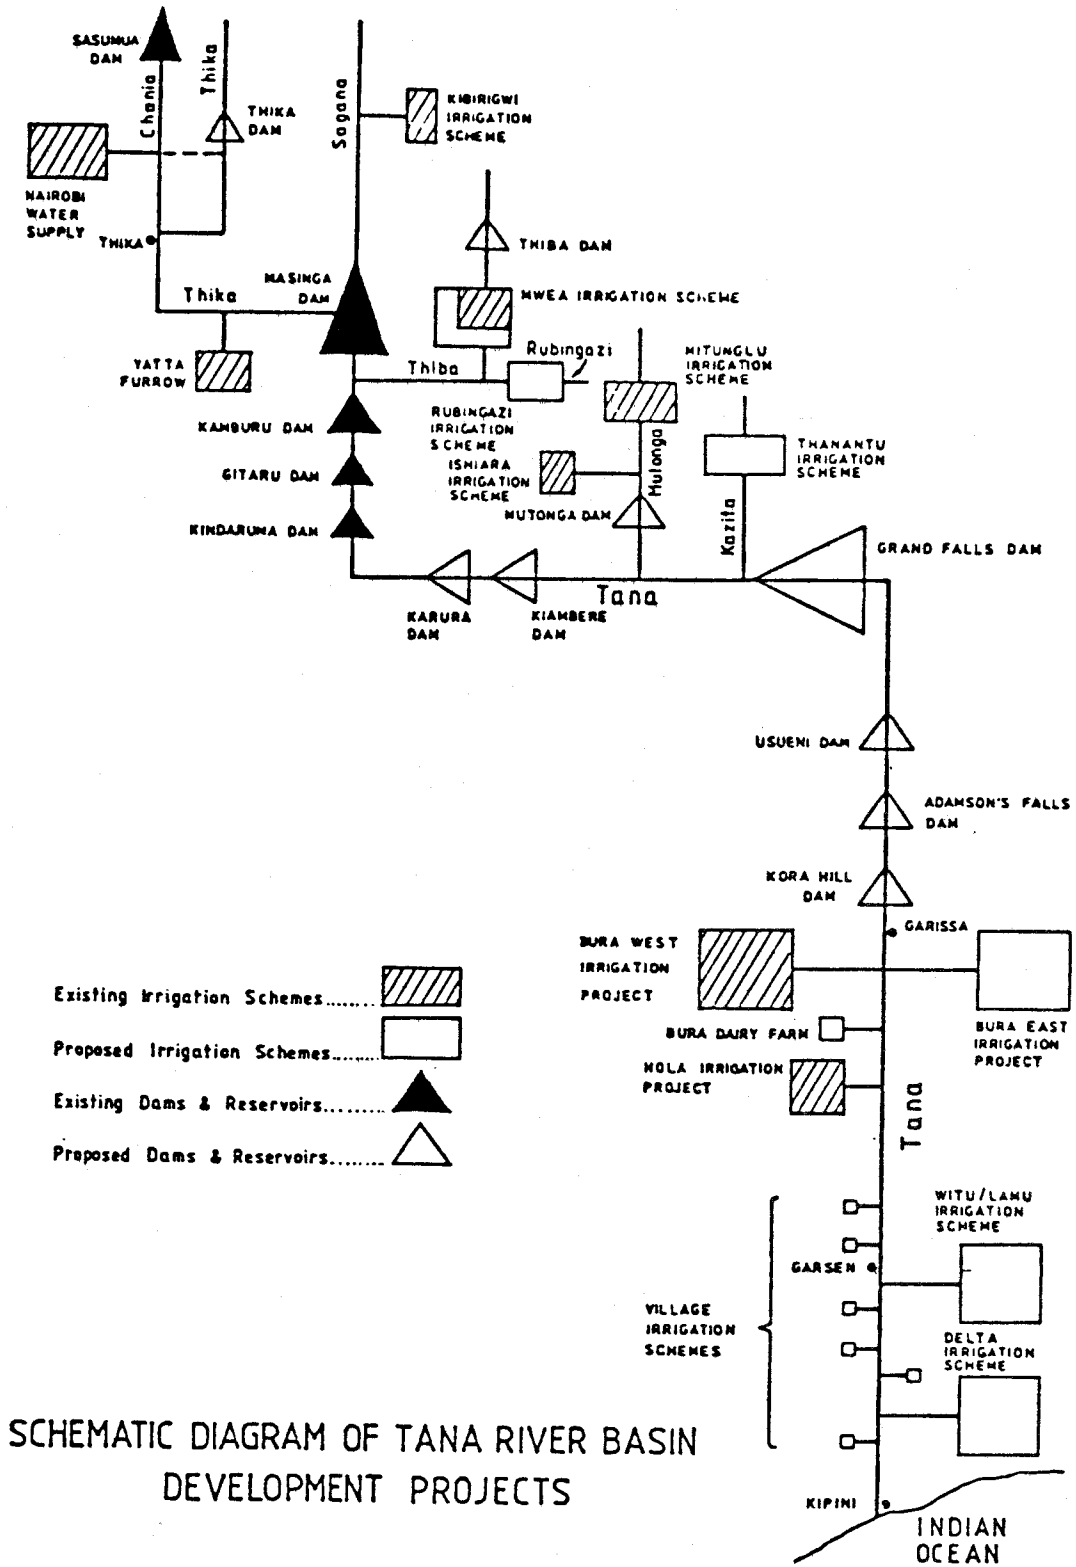 SASUMUA
DAM
Chania
Thika
THIKA
DAM
Sagana
KIBIRIGWI
IRRIGATION
SCHEME
NAIROBI
WATER
SUPPLY
THIKA
THIBA DAM
MASINGA
DAM
Thika
MWEA IRRIGATION SCHEME
YATTA
FURROW
Thiba
Rubingazi
MITUNGUU
IRRIGATION
SCHEME
KAMBURU DAM
RUBINGAZI
IRRIGATION
SCHEME
ISHIARA
IRRIGATION
SCHEME
Mutonga
THANANTU
IRRIGATION
SCHEME
GITARU DAM
MUTONGA DAM
KINDARUMA DAM
Kazita
GRAND FALLS DAM
Tana
KARURA
DAM
KIAMBERE
DAM
USUENI DAM
ADAMSON'S FALLS
DAM
KORA HILL
DAM
GARISSA
BURA WEST
IRRIGATION
PROJECT
BURA EAST
IRRIGATION
PROJECT
BURA DAIRY FARM
HOLA IRRIGATION
PROJECT
Tana
Existing Irrigation Schemes.......
Proposed Irrigation Schemes.......
Existing Dams & Reservoirs........
Proposed Dams & Reservoirs........
WITU/LAMU
IRRIGATION
SCHEME
GARSEN
VILLAGE
IRRIGATION
SCHEMES
DELTA
IRRIGATION
SCHEME
SCHEMATIC DIAGRAM OF TANA RIVER BASIN
DEVELOPMENT PROJECTS
KIPINI
INDIAN
OCEAN